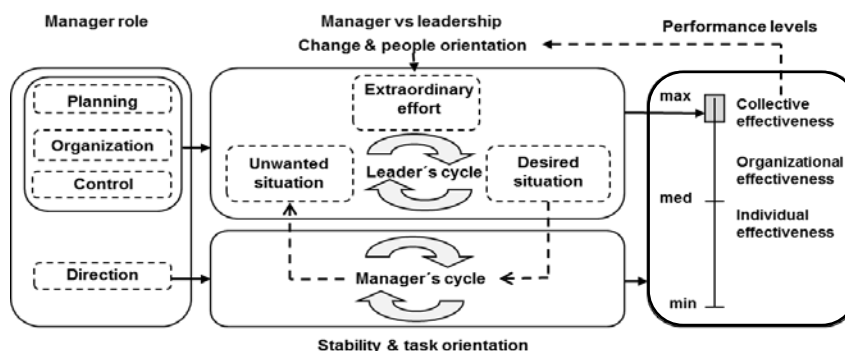 Manager role
Manager vs leadership
Performance levels
Change & people orientation
Planning
Organization
Control
Direction
Extraordinary
effort
Unwanted
situation
Leader´s cycle
Desired
situation
Manager´s cycle
Stability & task orientation
max
Collective
effectiveness
Organizational
effectiveness
med
Individual
effectiveness
min